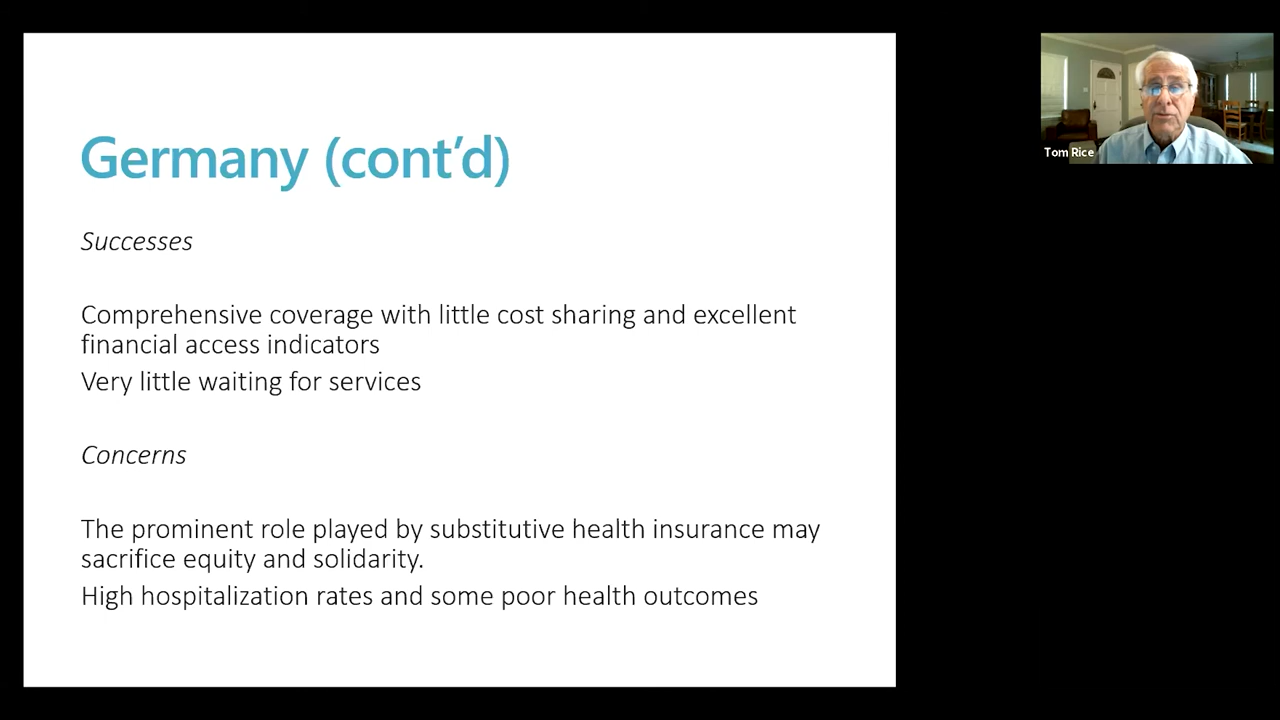 Germany (cont’d)
Successes
Comprehensive coverage with little cost sharing and excellent
financial access indicators
Very little waiting for services
Concerns
The prominent role played by substitutive health insurance may
sacrifice equity and solidarity.
High hospitalization rates and some poor health outcomes
Tom Rice